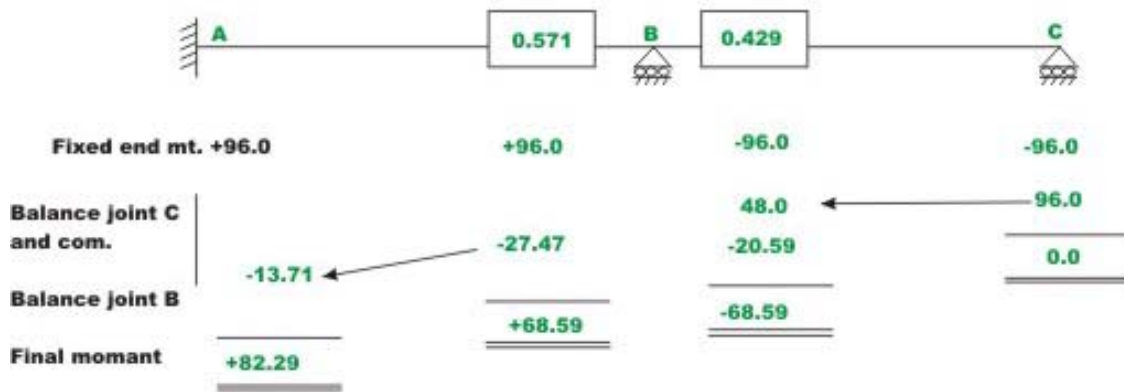 A 0.571 B 0.429 C
Fixed end mt. +96.0 +96.0 -96.0 -96.0
Balance joint C 48.0 96.0
and com. -27.47 -20.59 0.0
-13.71
Balance joint B +68.59 -68.59
Final momant +82.29